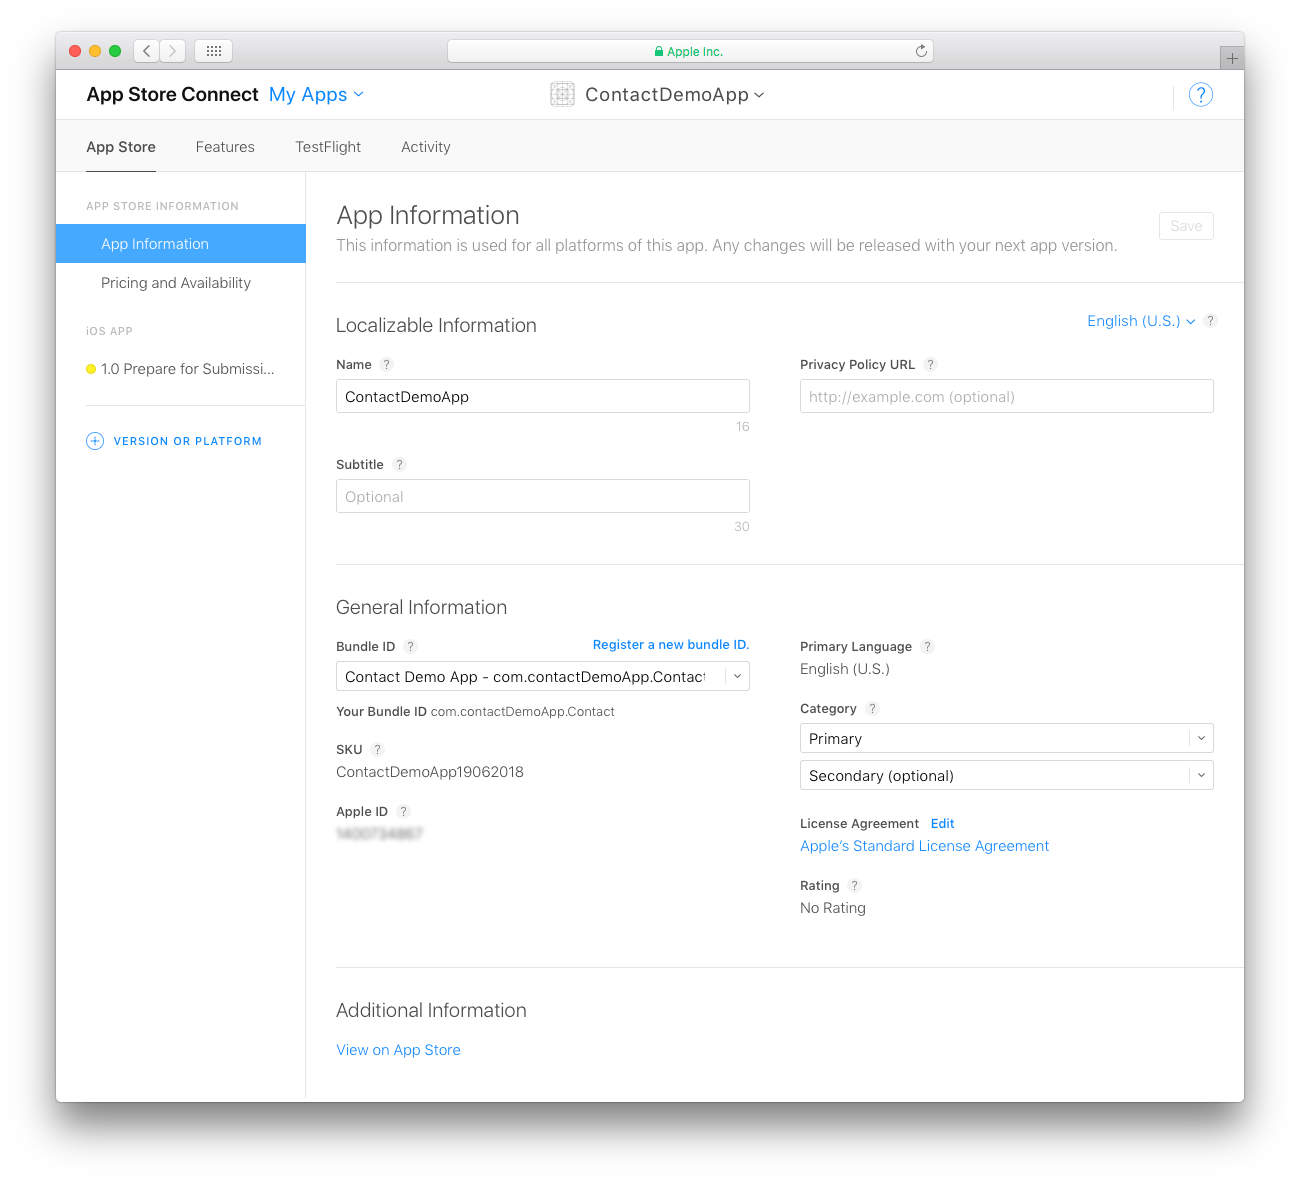 Apple Inc.
App Store Connect My Apps
ContactDemoApp
?
App Store Features TestFlight Activity
APP STORE INFORMATION
App Information
Pricing and Availability
iOS APP
1.0 Prepare for Submissi...
VERSION OR PLATFORM
App Information
This information is used for all platforms of this app. Any changes will be released with your next app version.
Save
Localizable Information
English (U.S.) ?
Name ?
ContactDemoApp
16
Privacy Policy URL ?
http://example.com (optional)
Subtitle ?
Optional
30
General Information
Bundle ID ? Register a new bundle ID.
Contact Demo App - com.contactDemoApp.Contac
Your Bundle ID com.contactDemoApp.Contact
SKU ?
ContactDemoApp19062018
Apple ID ?
Primary Language ?
English (U.S.)
Category ?
Primary
Secondary (optional)
License Agreement Edit
Apple's Standard License Agreement
Rating ?
No Rating
Additional Information
View on App Store